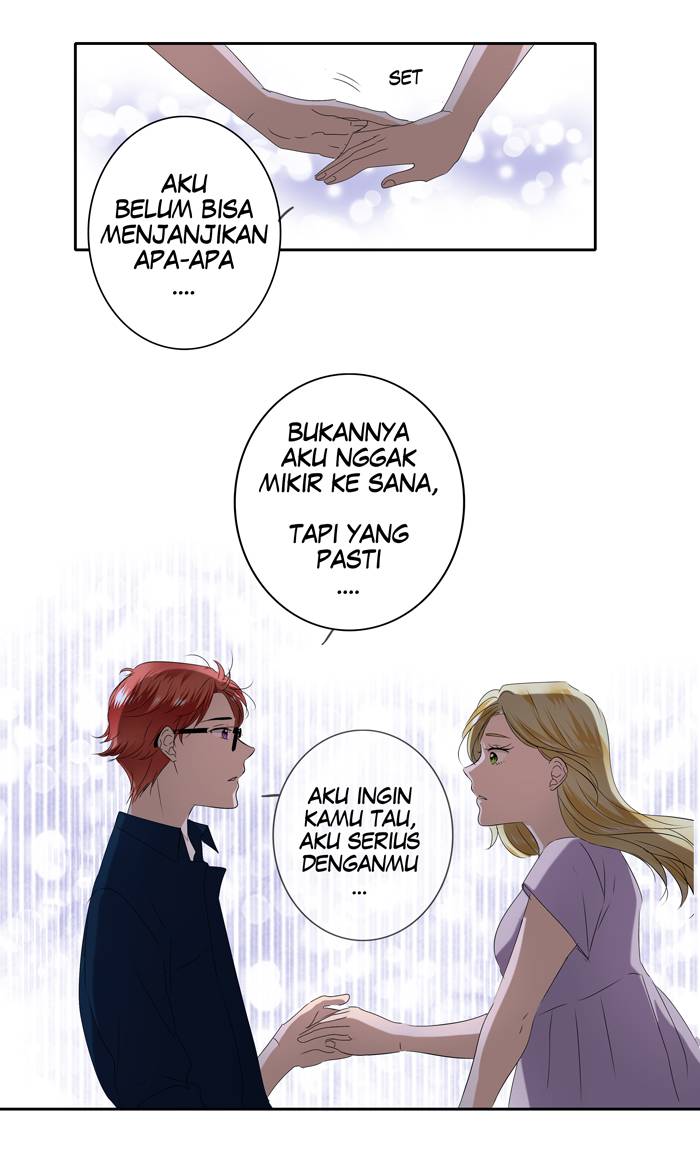 SET
AKU
BELUM BISA
MENJANJIKAN
APA-APA
....
BUKANNYA
AKU NGGAK
MIKIR KE SANA,
TAPI YANG
PASTI
....
AKU INGIN
KAMU TAU,
AKU SERIUS
DENGANMU
...